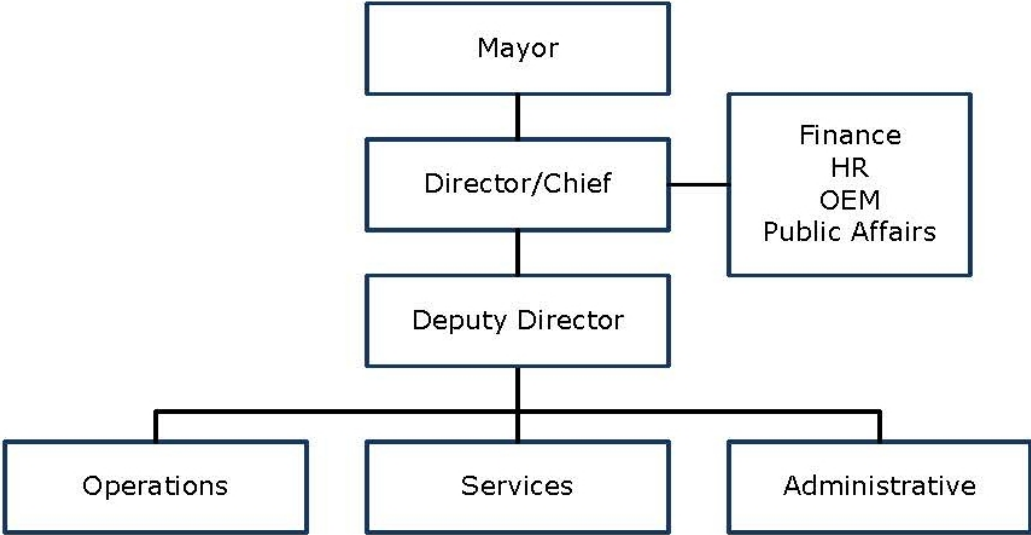 Mayor
Director/Chief
Finance
HR
OEM
Public Affairs
Deputy Director
Operations
Services
Administrative